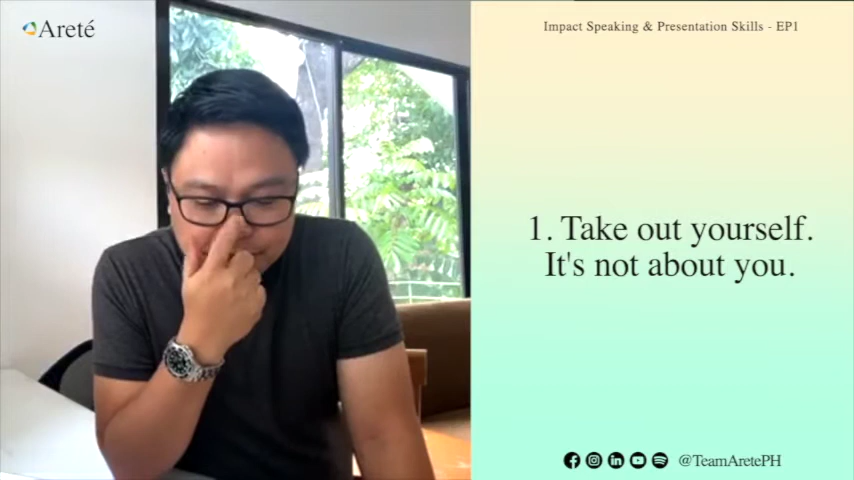 Areté
Impact Speaking & Presentation Skills - EP1
1. Take out yourself.
It's not about you.
@TeamAretePH